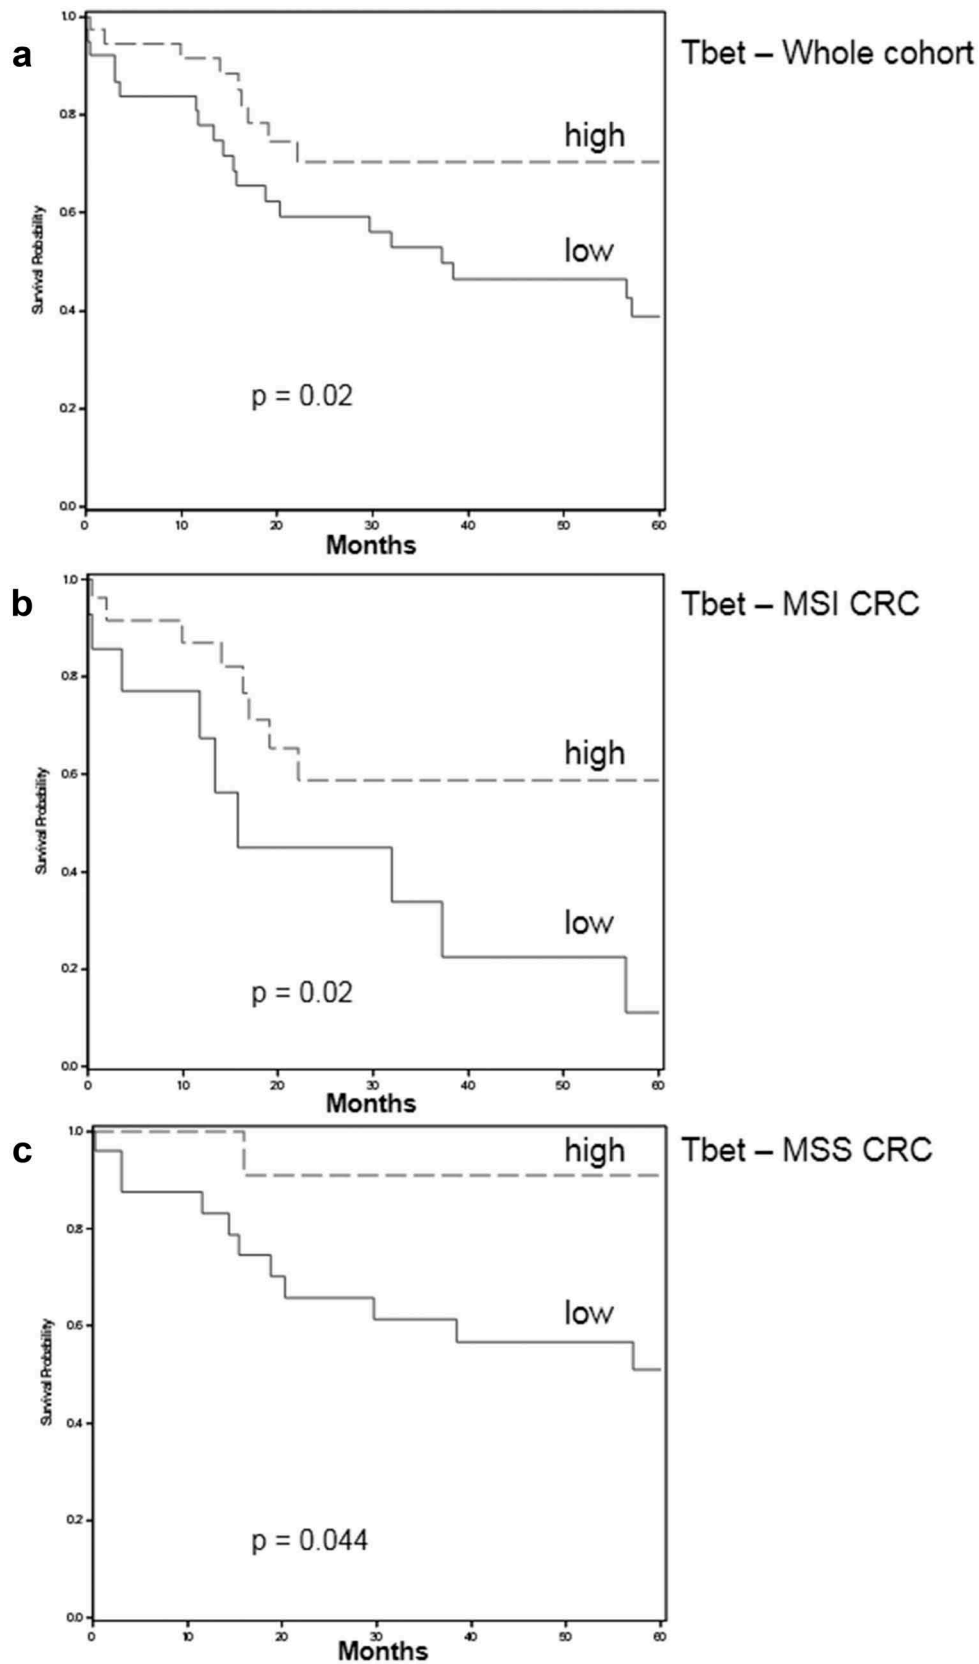 a
Tbet – Whole cohort
1.0
0.8
0.6
0.4
0.2
0.0
Survival Probability
high
low
p = 0.02
0 10 20 30 40 50 60
Months
b
Tbet – MSI CRC
1.0
0.8
0.6
0.4
0.2
0.0
Survival Probability
high
low
p = 0.02
0 10 20 30 40 50 60
Months
c
Tbet – MSS CRC
1.0
0.8
0.6
0.4
0.2
0.0
Survival Probability
high
low
p = 0.044
0 10 20 30 40 50 60
Months